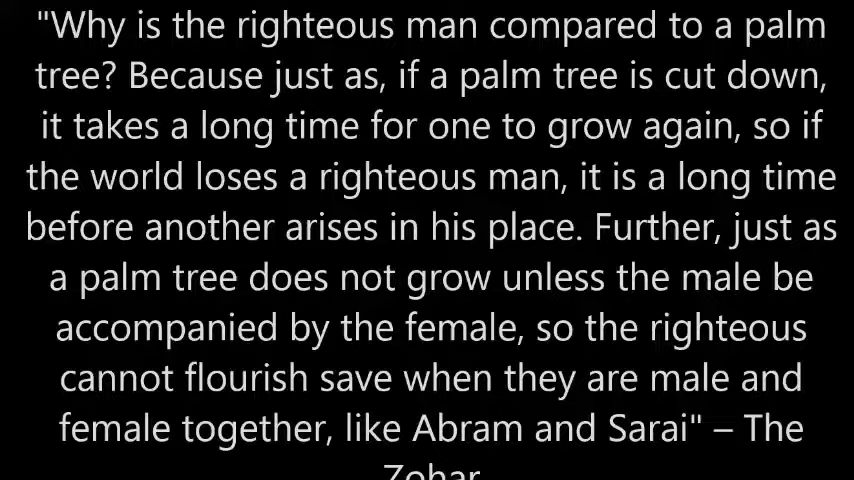 "Why is the righteous man compared to a palm
tree? Because just as, if a palm tree is cut down,
it takes a long time for one to grow again, so if
the world loses a righteous man, it is a long time
before another arises in his place. Further, just as
a palm tree does not grow unless the male be
accompanied by the female, so the righteous
cannot flourish save when they are male and
female together, like Abram and Sarai" – The
Zohar